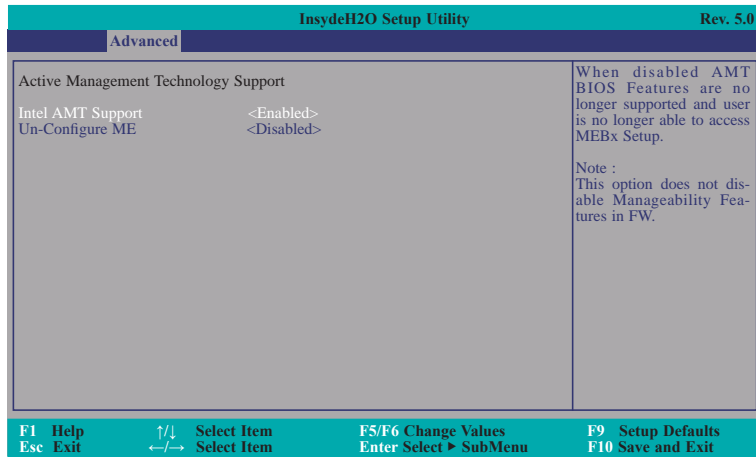 InsydeH2O Setup Utility Rev. 5.0
Advanced
Active Management Technology Support
Intel AMT Support <Enabled>
Un-Configure ME <Disabled>
When disabled AMT
BIOS Features are no
longer supported and user
is no longer able to access
MEBx Setup.
Note :
This option does not dis-
able Manageability Fea-
tures in FW.
F1 Help ↑/↓ Select Item F5/F6 Change Values F9 Setup Defaults
Esc Exit ←/→ Select Item Enter Select ▶ SubMenu F10 Save and Exit